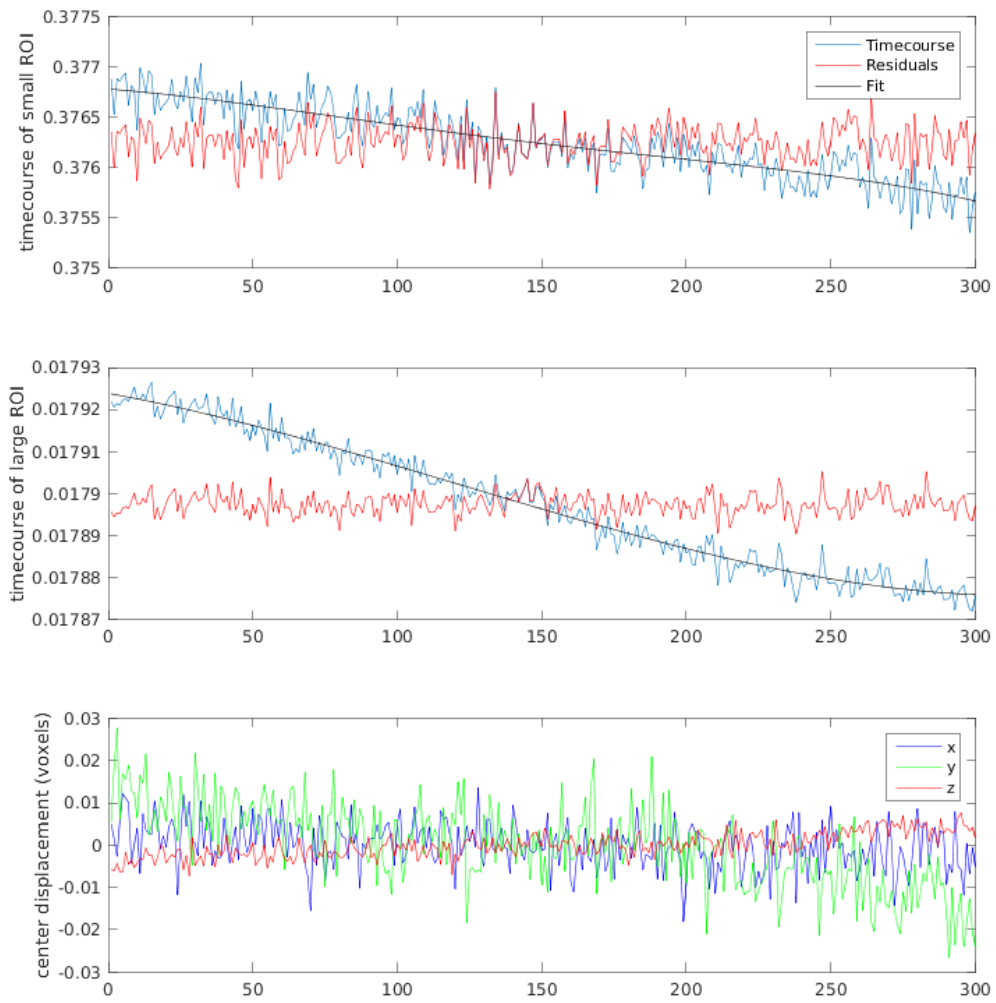 timecourse of small ROI
0.3775
0.377
0.3765
0.376
0.3755
0.375
0 50 100 150 200 250 300
Timecourse
Residuals
Fit
timecourse of large ROI
0.01793
0.01792
0.01791
0.0179
0.01789
0.01788
0.01787
0 50 100 150 200 250 300
center displacement (voxels)
0.03
0.02
0.01
0
-0.01
-0.02
-0.03
0 50 100 150 200 250 300
x
y
z